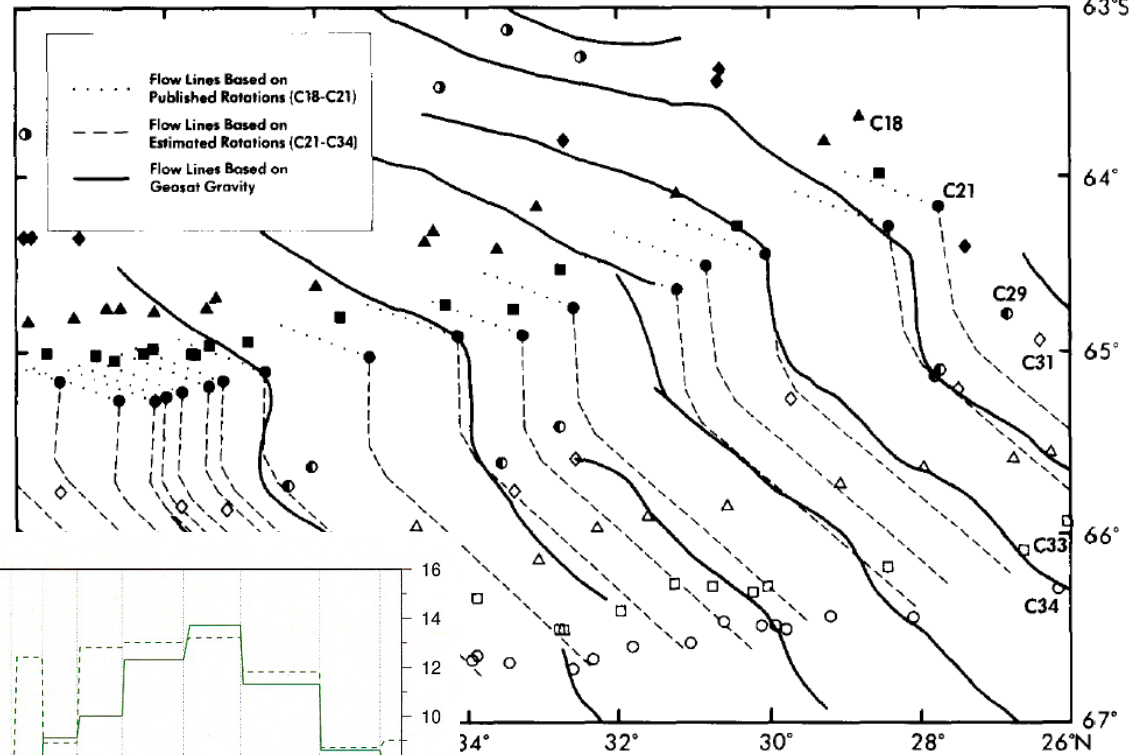 63°S
Flow Lines Based on
Published Rotations (C18-C21)
Flow Lines Based on
Estimated Rotations (C21-C34)
Flow Lines Based on
Geosat Gravity
C18
64°
C21
C29
C31
65°
C33
66°
C34
16
14
12
10
67°
34°
32°
30°
28°
26°N